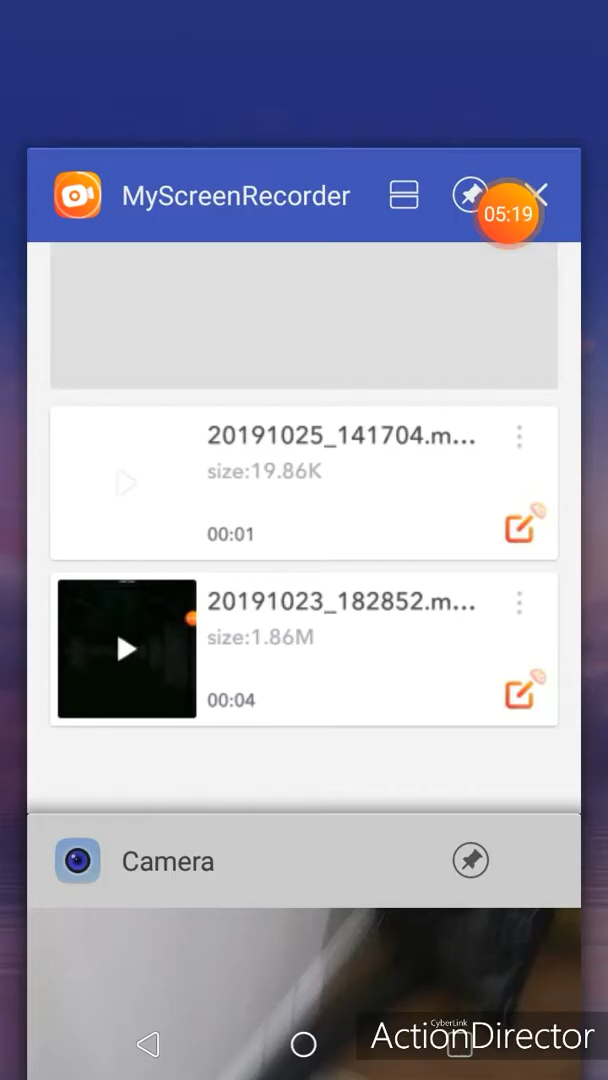 MyScreenRecorder
05:19
20191025_141704.m...
size:19.86K
00:01
20191023_182852.m...
size:1.86M
00:04
Camera
CyberLink
ActionDirector